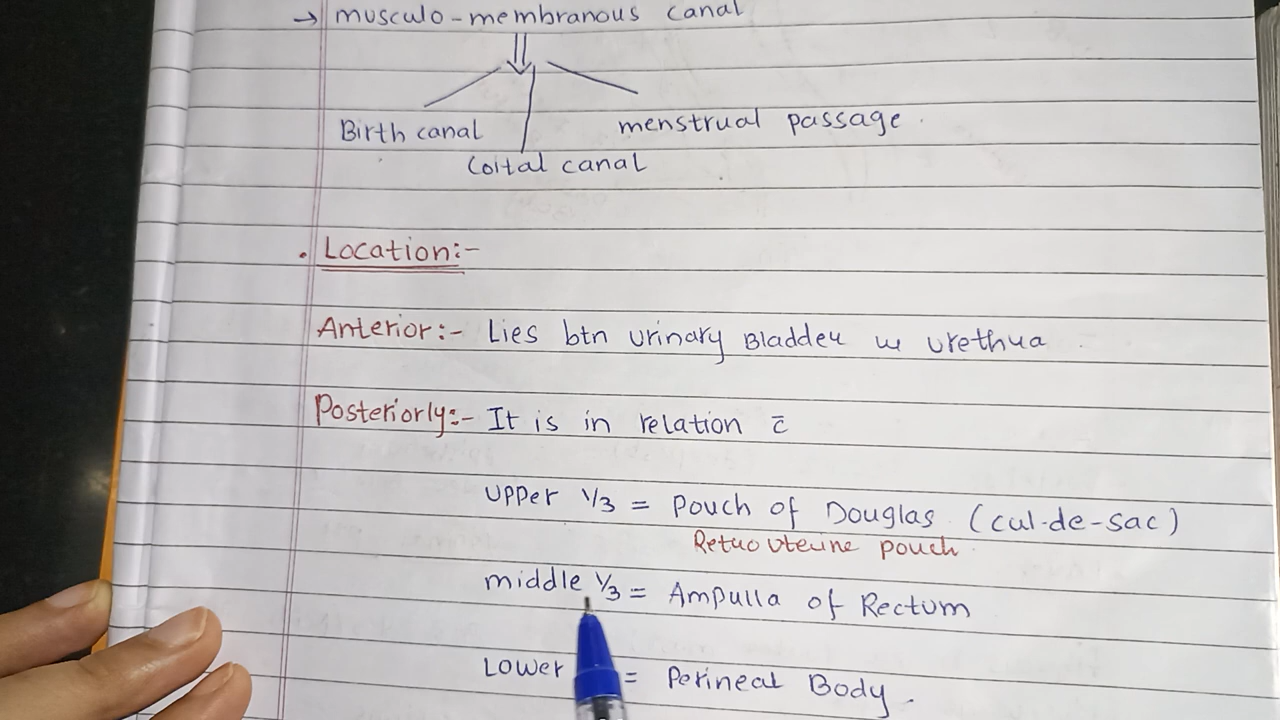 → musculo-membranous canal
Birth canal
menstrual passage.
Coital canal
. Location:-
Anterior:- Lies btn urinary Bladder w urethra
Posteriorly:- It is in relation c̄
Upper 1/3 = Pouch of Douglas (cul-de-sac)
Retro uterine pouch
middle 1/3 = Ampulla of Rectum
Lower = Perineal Body.